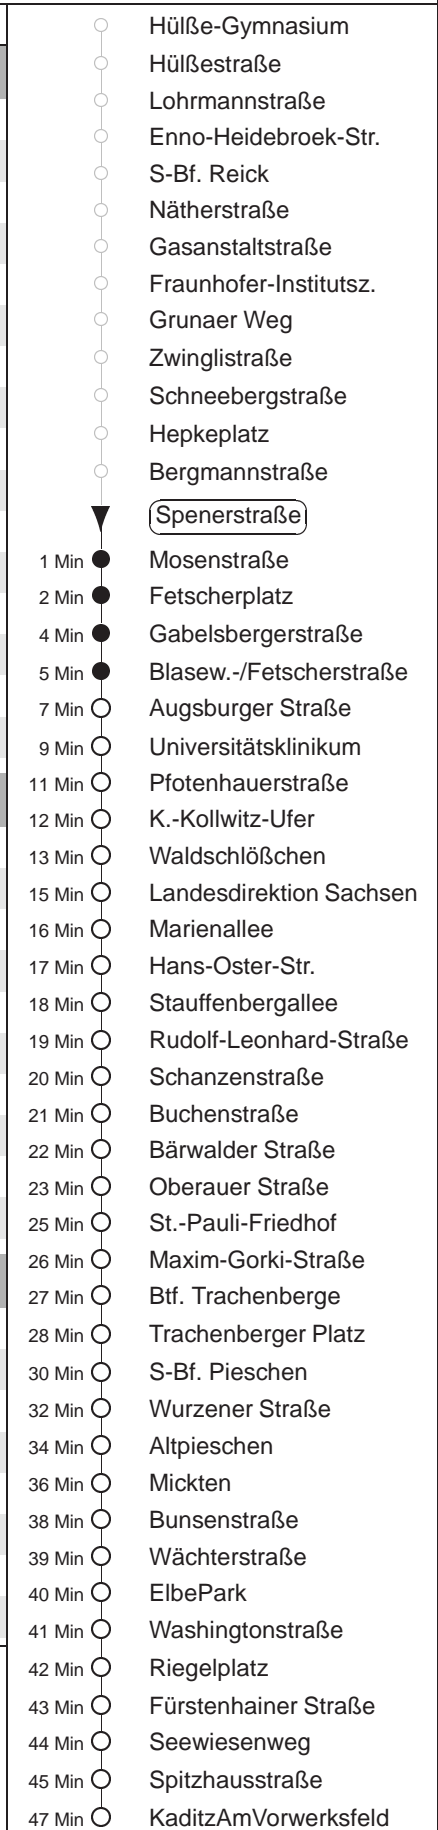 Hülße-Gymnasium
Hülßestraße
Lohrmannstraße
Enno-Heidebroek-Str.
S-Bf. Reick
Nätherstraße
Gasanstaltstraße
Fraunhofer-Institutsz.
Grunaer Weg
Zwinglistraße
Schneebergstraße
Hepkeplatz
Bergmannstraße
Spenerstraße
1 Min Mosenstraße
2 Min Fetscherplatz
4 Min Gabelsbergerstraße
5 Min Blasew.-/Fetscherstraße
7 Min Augsburger Straße
9 Min Universitätsklinikum
11 Min Pfotenhauerstraße
12 Min K.-Kollwitz-Ufer
13 Min Waldschlößchen
15 Min Landesdirektion Sachsen
16 Min Marienallee
17 Min Hans-Oster-Str.
18 Min Stauffenbergallee
19 Min Rudolf-Leonhard-Straße
20 Min Schanzenstraße
21 Min Buchenstraße
22 Min Bärwalder Straße
23 Min Oberauer Straße
25 Min St.-Pauli-Friedhof
26 Min Maxim-Gorki-Straße
27 Min Btf. Trachenberge
28 Min Trachenberger Platz
30 Min S-Bf. Pieschen
32 Min Wurzener Straße
34 Min Altpieschen
36 Min Mickten
38 Min Bunsenstraße
39 Min Wächterstraße
40 Min ElbePark
41 Min Washingtonstraße
42 Min Riegelplatz
43 Min Fürstenhainer Straße
44 Min Seewiesenweg
45 Min Spitzhausstraße
47 Min KaditzAmVorwerksfeld